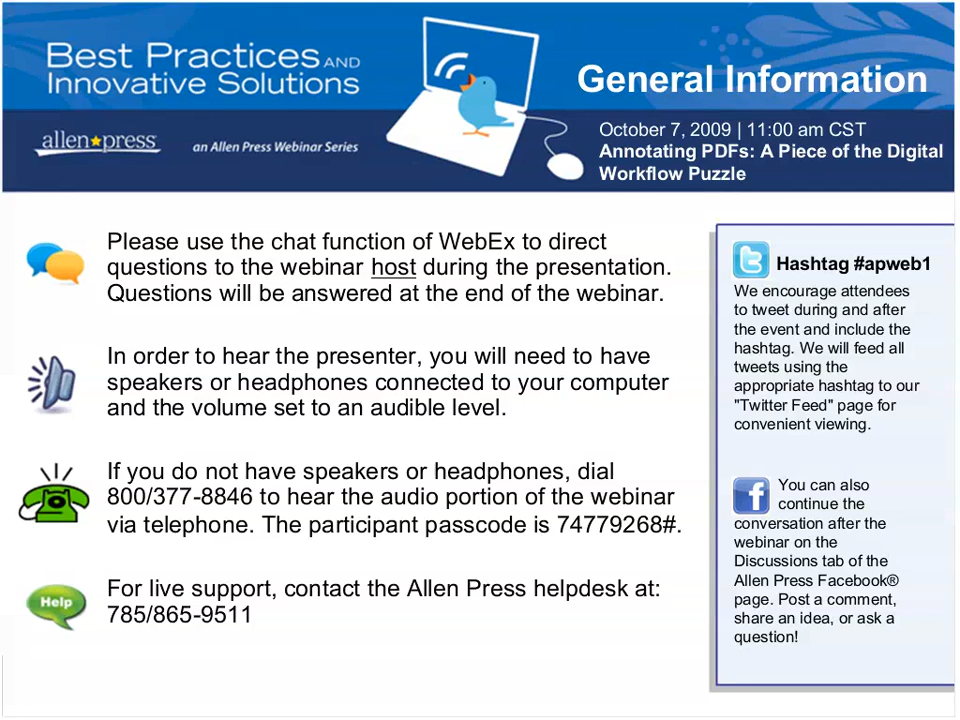 Best Practices AND
Innovative Solutions
allen press
an Allen Press Webinar Series
General Information
October 7, 2009 | 11:00 am CST
Annotating PDFs: A Piece of the Digital
Workflow Puzzle
Please use the chat function of WebEx to direct
questions to the webinar host during the presentation.
Questions will be answered at the end of the webinar.
In order to hear the presenter, you will need to have
speakers or headphones connected to your computer
and the volume set to an audible level.
If you do not have speakers or headphones, dial
800/377-8846 to hear the audio portion of the webinar
via telephone. The participant passcode is 74779268#.
Help
For live support, contact the Allen Press helpdesk at:
785/865-9511
t
Hashtag #apweb1
We encourage attendees
to tweet during and after
the event and include the
hashtag. We will feed all
tweets using the
appropriate hashtag to our
"Twitter Feed" page for
convenient viewing.
f
You can also
continue the
conversation after the
webinar on the
Discussions tab of the
Allen Press Facebook®
page. Post a comment,
share an idea, or ask a
question!